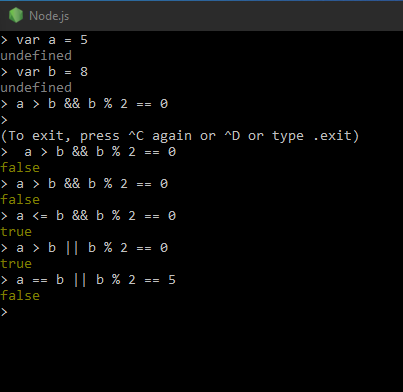 Node.js
> var a = 5
undefined
> var b = 8
undefined
> a > b && b % 2 == 0
>
(To exit, press ^C again or ^D or type .exit)
>  a > b && b % 2 == 0
false
> a > b && b % 2 == 0
false
> a <= b && b % 2 == 0
true
> a > b || b % 2 == 0
true
> a == b || b % 2 == 5
false
>